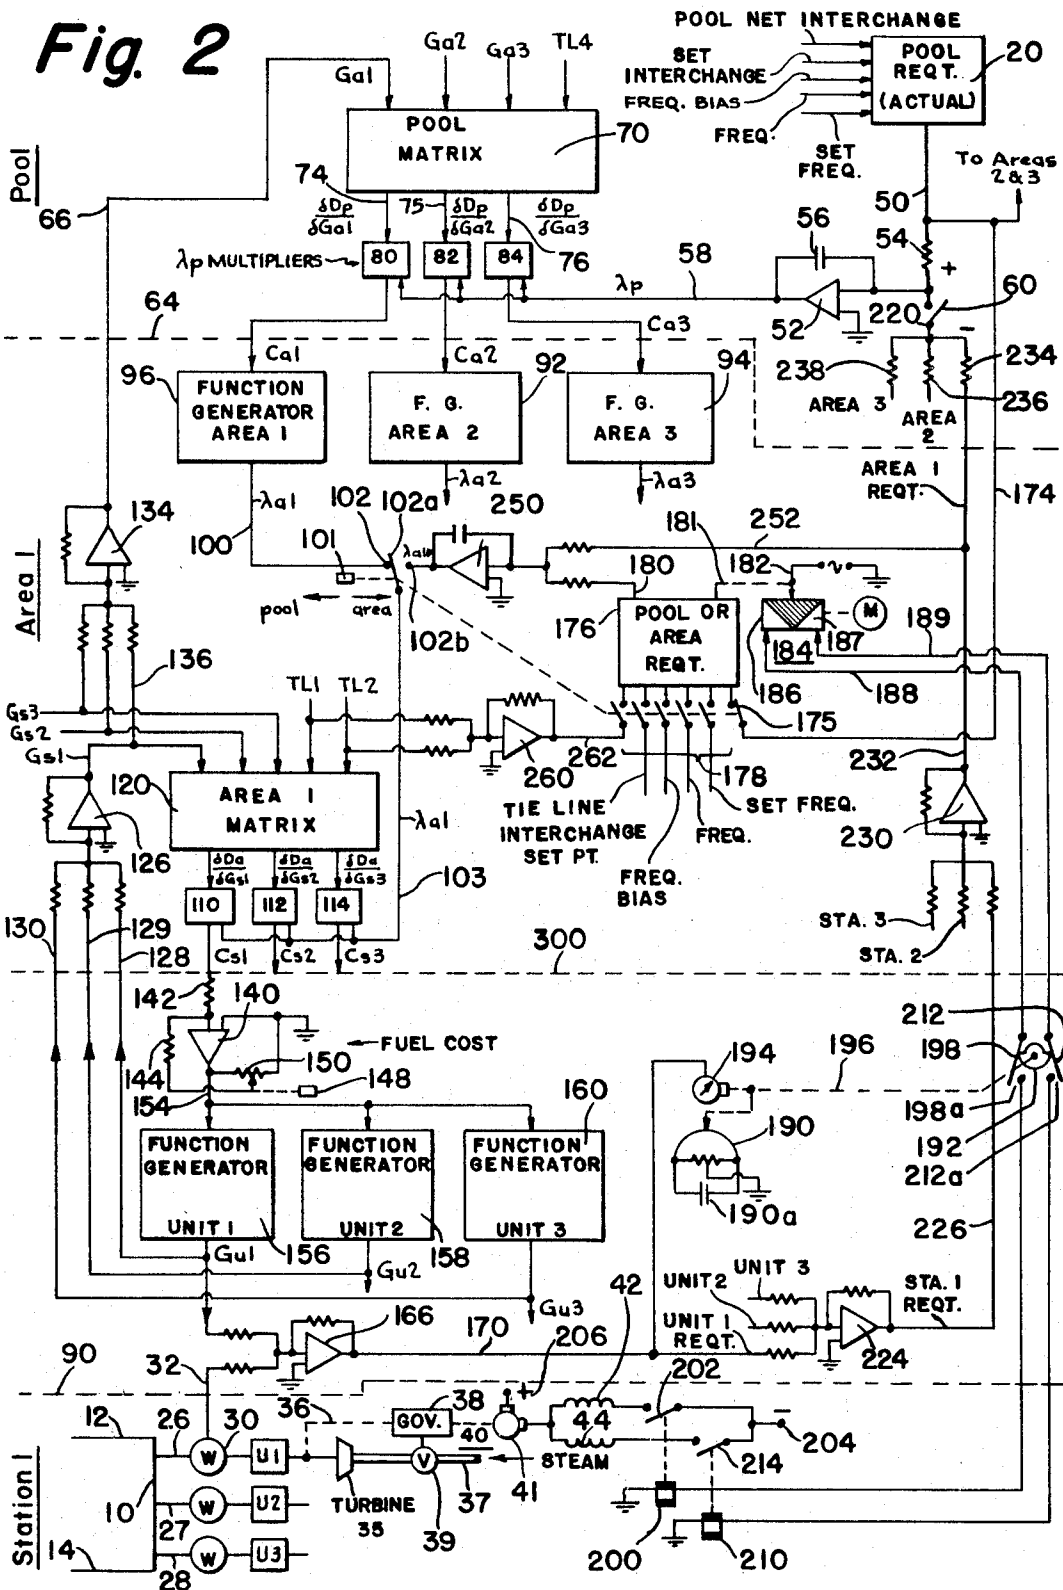 Fig. 2
POOL NET INTERCHANGE
SET INTERCHANGE
FREQ. BIAS
FREQ.
SET FREQ.
POOL REQT. (ACTUAL)
20
Ga1
Ga2
Ga3
TL4
POOL MATRIX
70
Pool
66
74
75
76
δDp
δGa1
δDp
δGa2
δDp
δGa3
λp MULTIPLIERS
80
82
84
λp
58
56
52
50
54
+
60
220
−
To Areas 2 & 3
64
Ca1
Ca2
Ca3
238
234
236
AREA 3
AREA 2
96
FUNCTION GENERATOR AREA 1
92
F. G. AREA 2
94
F. G. AREA 3
λa1
λa2
λa3
AREA 1 REQT.
174
100
102
102a
250
101
λa1
102b
pool
area
181
252
182
180
134
Area 1
176
POOL OR AREA REQT.
M
187
184
186
189
188
136
TL1
TL2
175
Gs3
Gs2
Gs1
260
262
178
232
120
AREA 1 MATRIX
λa1
TIE LINE INTERCHANGE SET PT.
SET FREQ.
FREQ.
FREQ. BIAS
230
126
δDa
δGs1
δDa
δGs2
δDa
δGs3
103
110
112
114
130
129
128
Cs1
Cs2
Cs3
STA. 3
STA. 2
300
142
140
144
150
FUEL COST
148
154
194
196
212
198
198a
192
212a
190
190a
226
160
FUNCTION GENERATOR
UNIT 1
156
FUNCTION GENERATOR
UNIT 2
158
FUNCTION GENERATOR
UNIT 3
Gu1
Gu2
Gu3
UNIT 3
UNIT 2
UNIT 1 REQT.
STA. 1 REQT.
224
166
170
42
206
202
32
90
12
26
30
36
38
GOV.
40
+
44
−
204
W
U1
V
37
STEAM
41
214
10
27
W
U2
TURBINE 35
39
14
28
W
U3
200
210
Station 1